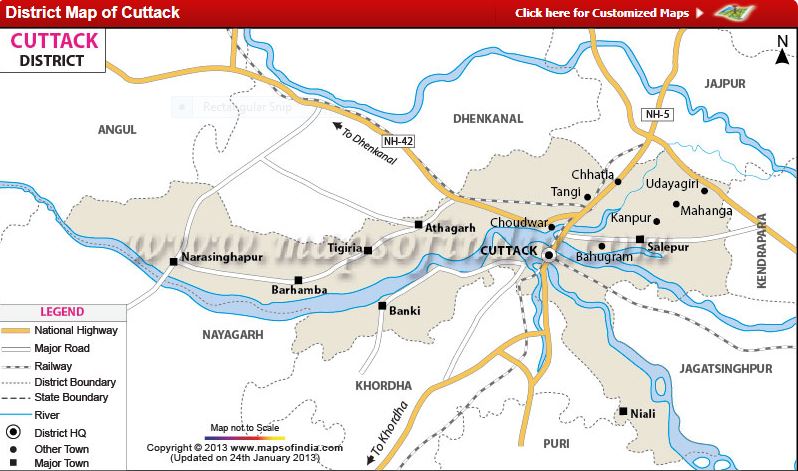 District Map of Cuttack
Click here for Customized Maps
CUTTACK
DISTRICT
N
JAJPUR
Rectangular Snip
ANGUL
DHENKANAL
NH-5
To Dhenkanal
NH-42
Chhatia
Tangi
Udayagiri
Mahanga
Kanpur
Choudwar
Athagarh
Tigiria
CUTTACK
Salepur
Bahugram
KENDRAPARA
www.mapsofindia.com
Narasinghapur
Barhamba
Banki
NAYAGARH
KHORDHA
JAGATSINGHPUR
Niali
PURI
To Khordha
LEGEND
National Highway
Major Road
Railway
District Boundary
State Boundary
River
District HQ
Other Town
Major Town
Map not to Scale
Copyright © 2013 www.mapsofindia.com
(Updated on 24th January 2013)